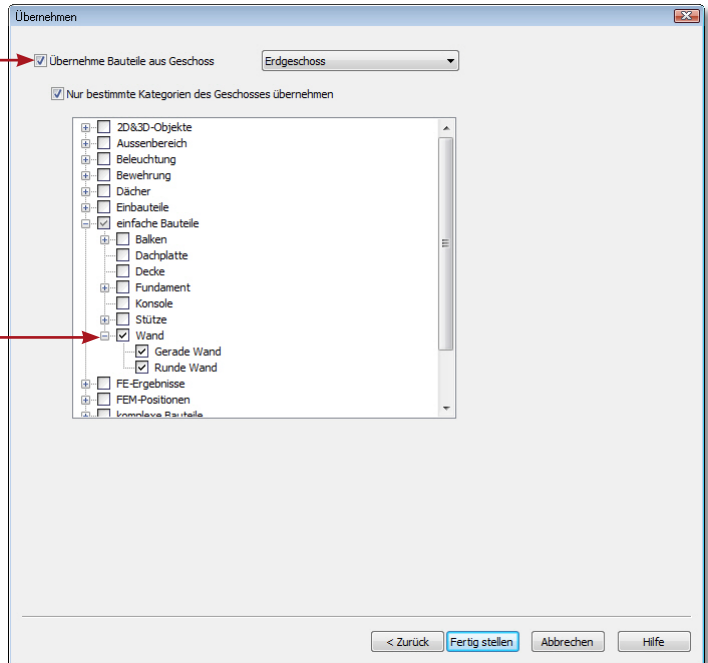 Übernehmen
Übernehme Bauteile aus Geschoss Erdgeschoss
Nur bestimmte Kategorien des Geschosses übernehmen
2D&3D-Objekte
Aussenbereich
Beleuchtung
Bewehrung
Dächer
Einbauteile
einfache Bauteile
Balken
Dachplatte
Decke
Fundament
Konsole
Stütze
Wand
Gerade Wand
Runde Wand
FE-Ergebnisse
FEM-Positionen
komplexe Bauteile
< Zurück Fertig stellen Abbrechen Hilfe